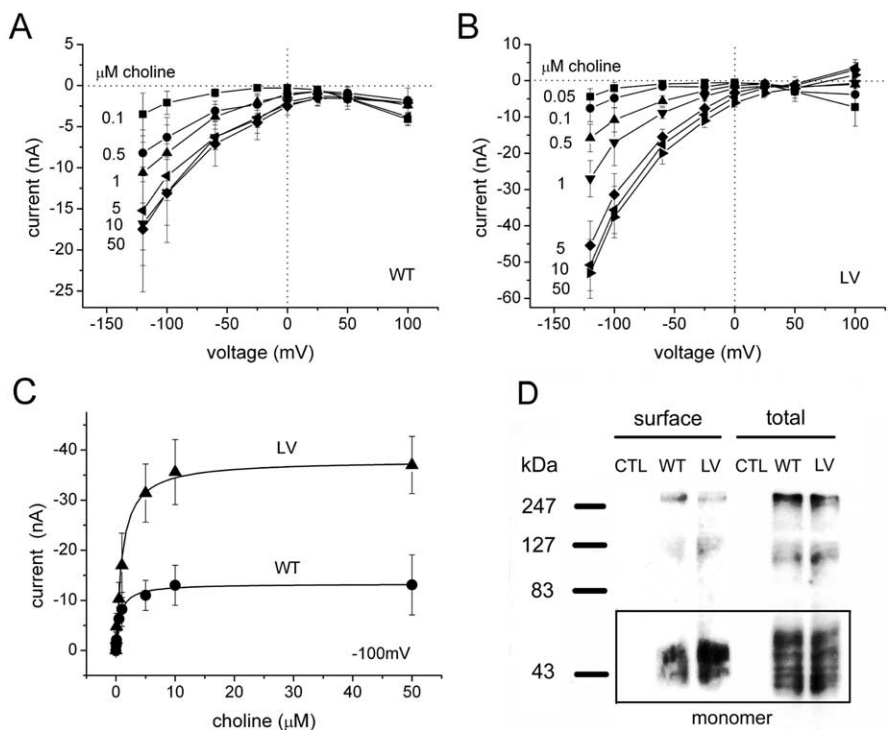 A
μM choline
current (nA)
5
0
-5
-10
-15
-20
-25
0.1
0.5
1
5
10
50
WT
-150
-100
-50
0
50
100
voltage (mV)
B
μM choline
current (nA)
10
0
-10
-20
-30
-40
-50
-60
0.05
0.1
0.5
1
5
10
50
LV
-150
-100
-50
0
50
100
voltage (mV)
C
current (nA)
-40
-30
-20
-10
0
LV
WT
-100mV
0
10
20
30
40
50
choline (μM)
D
surface total
kDa CTL WT LV CTL WT LV
247
127
83
43
monomer